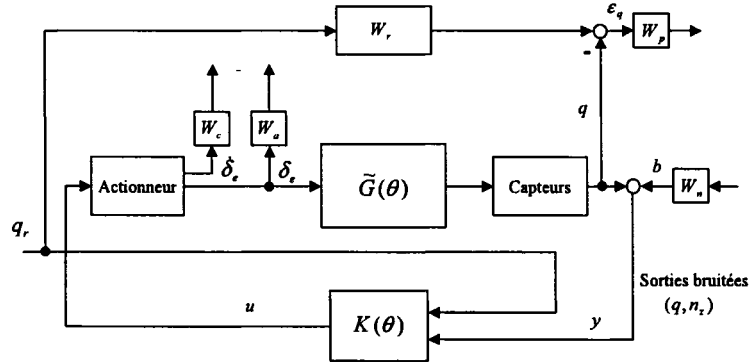 ε_q
W_r
W_p
q
W_c
W_a
Actionneur
δ̇_e
δ_e
G̃(θ)
Capteurs
b
W_n
q_r
Sorties bruitées
(q, n_z)
u
K(θ)
y